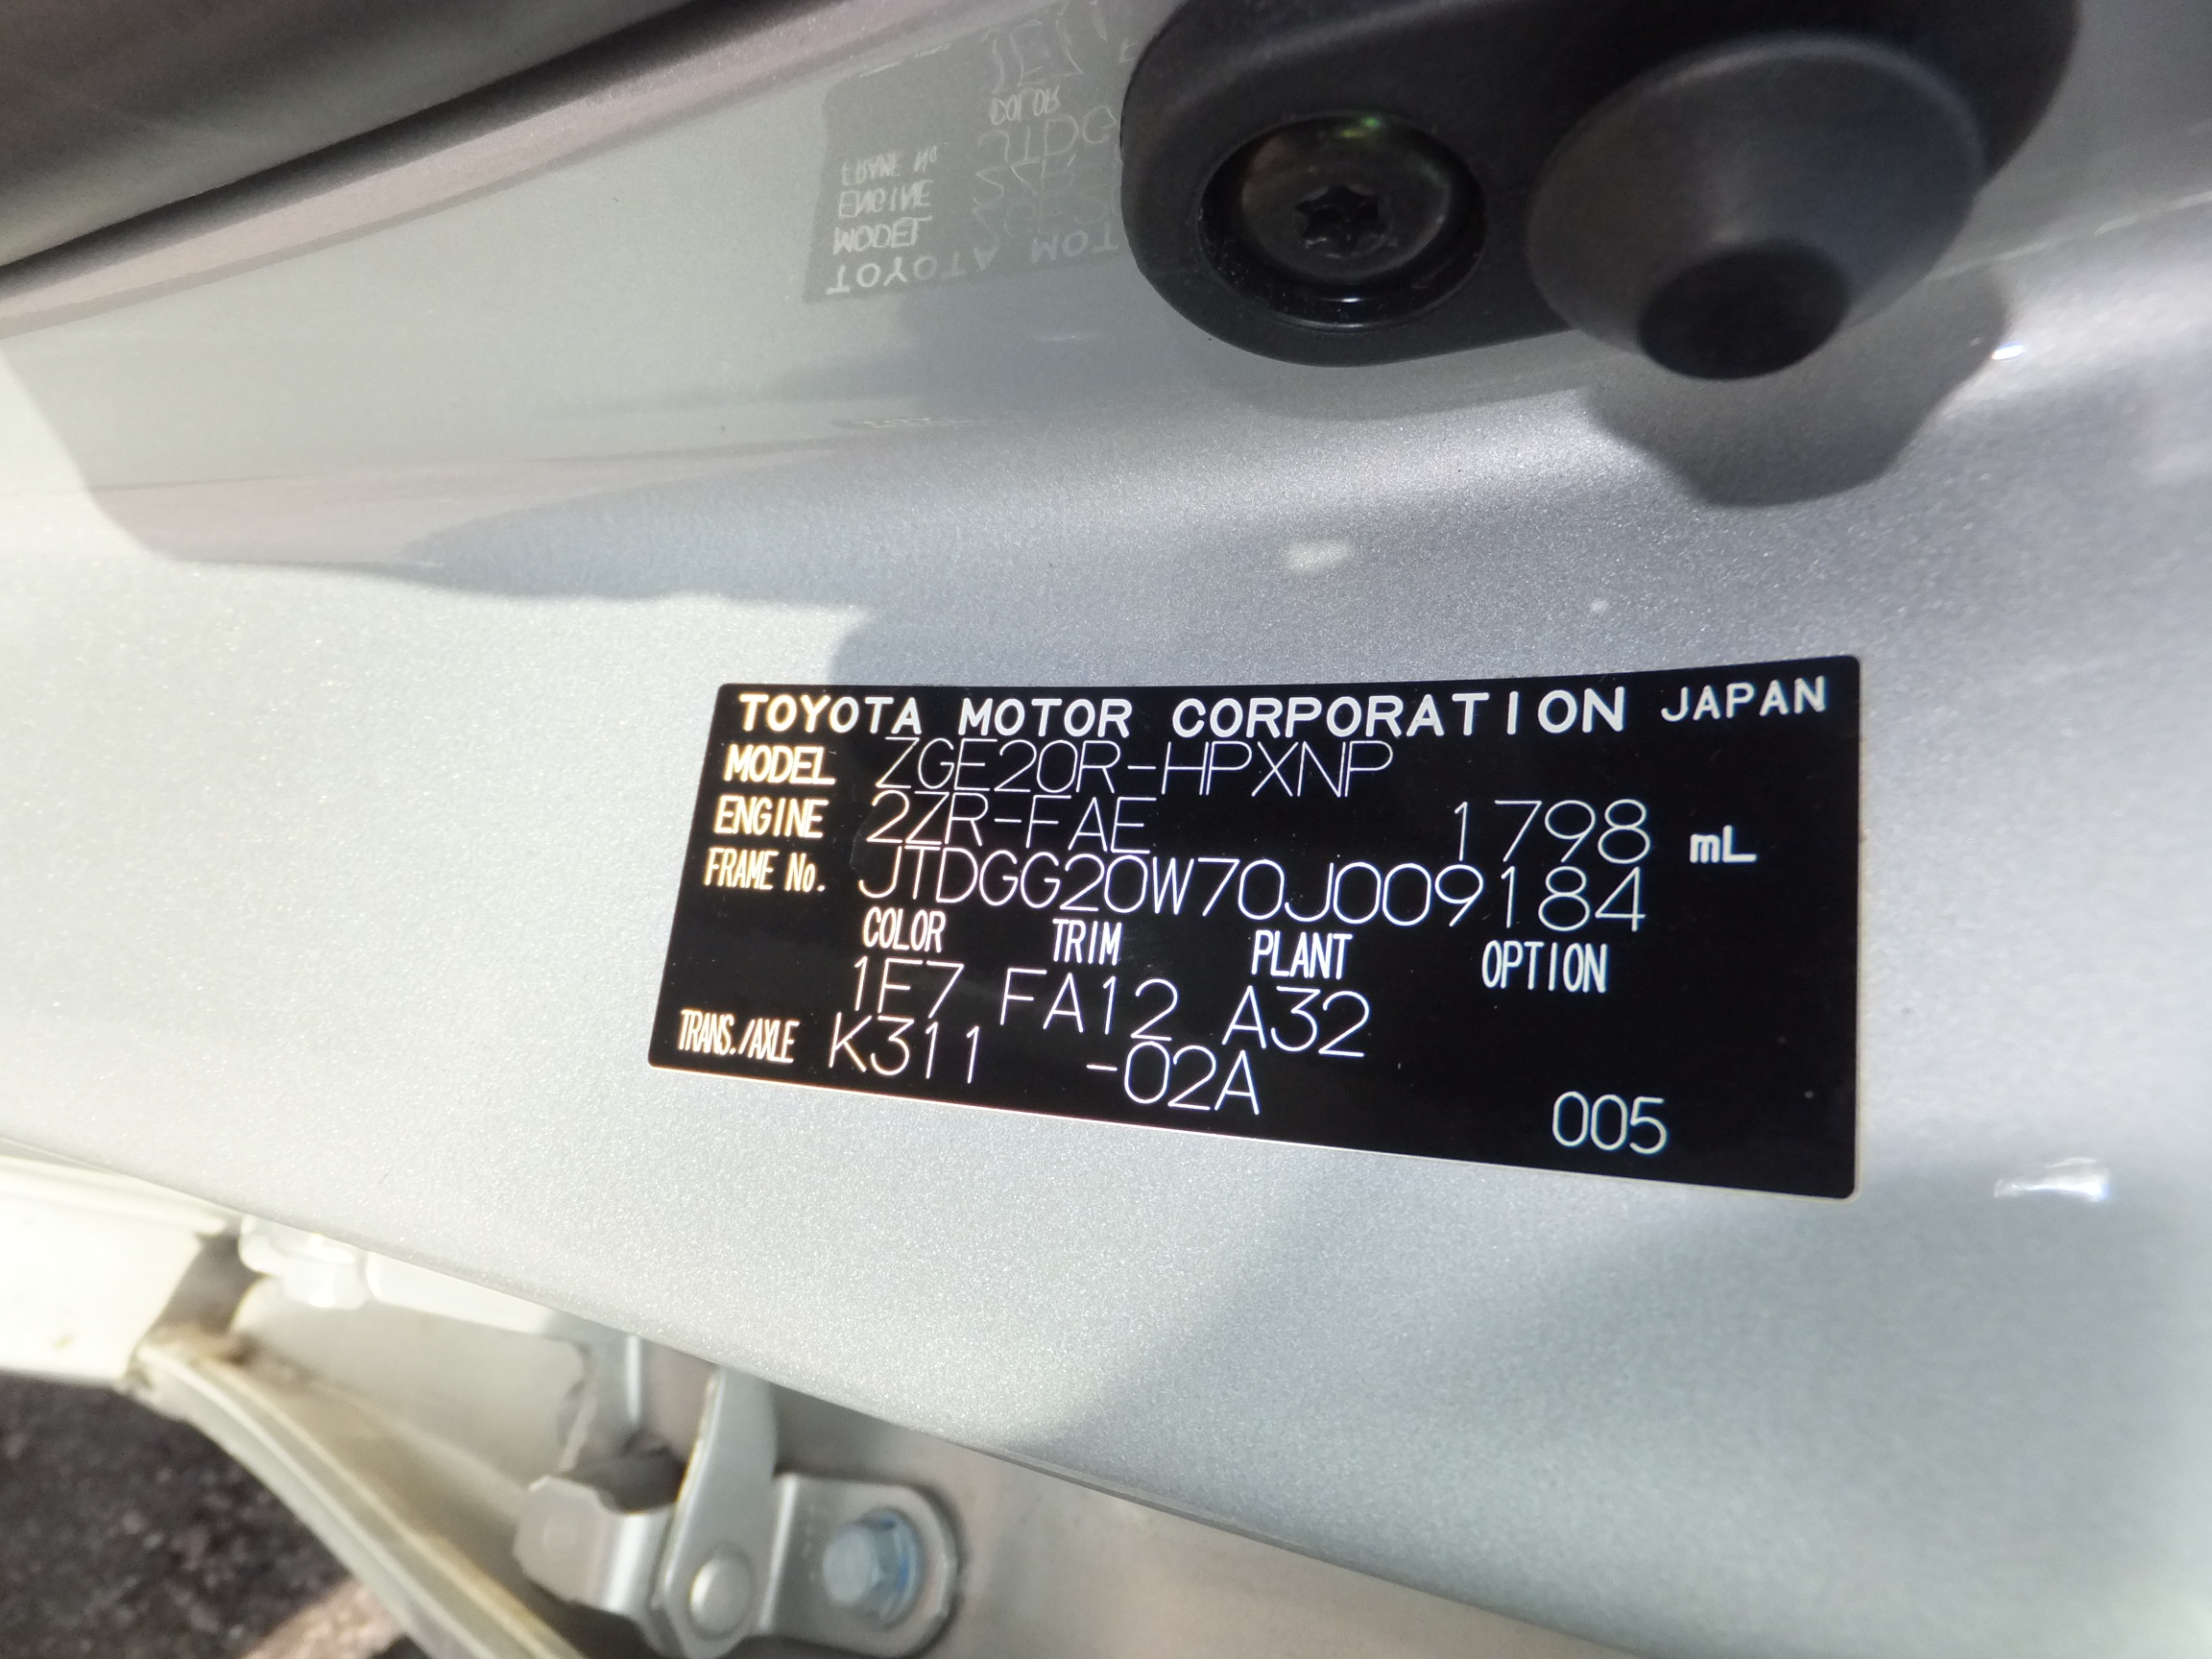 TOYOTA MOTOR CORPORATION JAPAN
MODEL ZGE20R-HPXNP
ENGINE 2ZR-FAE 1798 mL
FRAME No. JTDGG20W70J009184
COLOR TRIM PLANT OPTION
1F7 FA12 A32
TRANS./AXLE K311 -02A
005